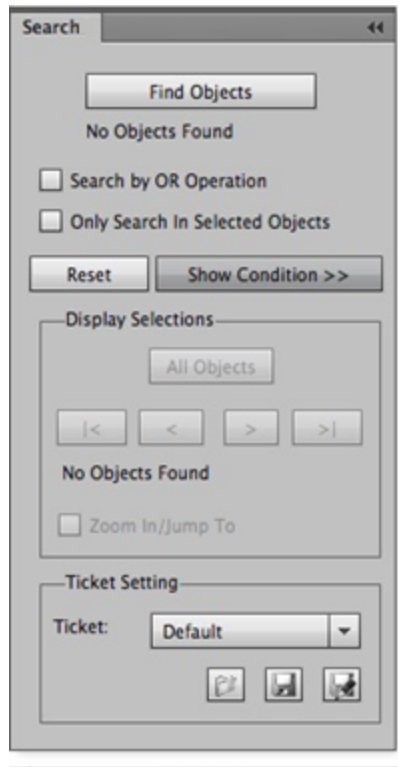 Search
Find Objects
No Objects Found
Search by OR Operation
Only Search In Selected Objects
Reset Show Condition >>
Display Selections
All Objects
|< < > >|
No Objects Found
Zoom In/Jump To
Ticket Setting
Ticket: Default